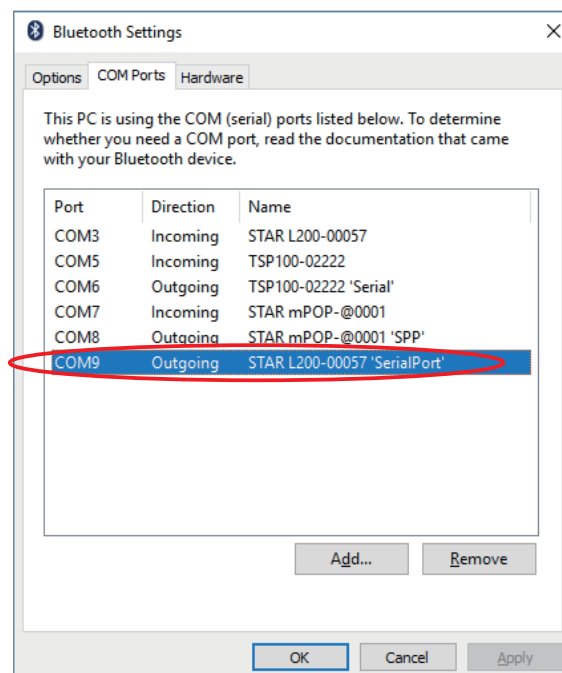 Bluetooth Settings
Options COM Ports Hardware
This PC is using the COM (serial) ports listed below. To determine
whether you need a COM port, read the documentation that came
with your Bluetooth device.
Port Direction Name
COM3 Incoming STAR L200-00057
COM5 Incoming TSP100-02222
COM6 Outgoing TSP100-02222 'Serial'
COM7 Incoming STAR mPOP-@0001
COM8 Outgoing STAR mPOP-@0001 'SPP'
COM9 Outgoing STAR L200-00057 'SerialPort'
Add... Remove
OK Cancel Apply